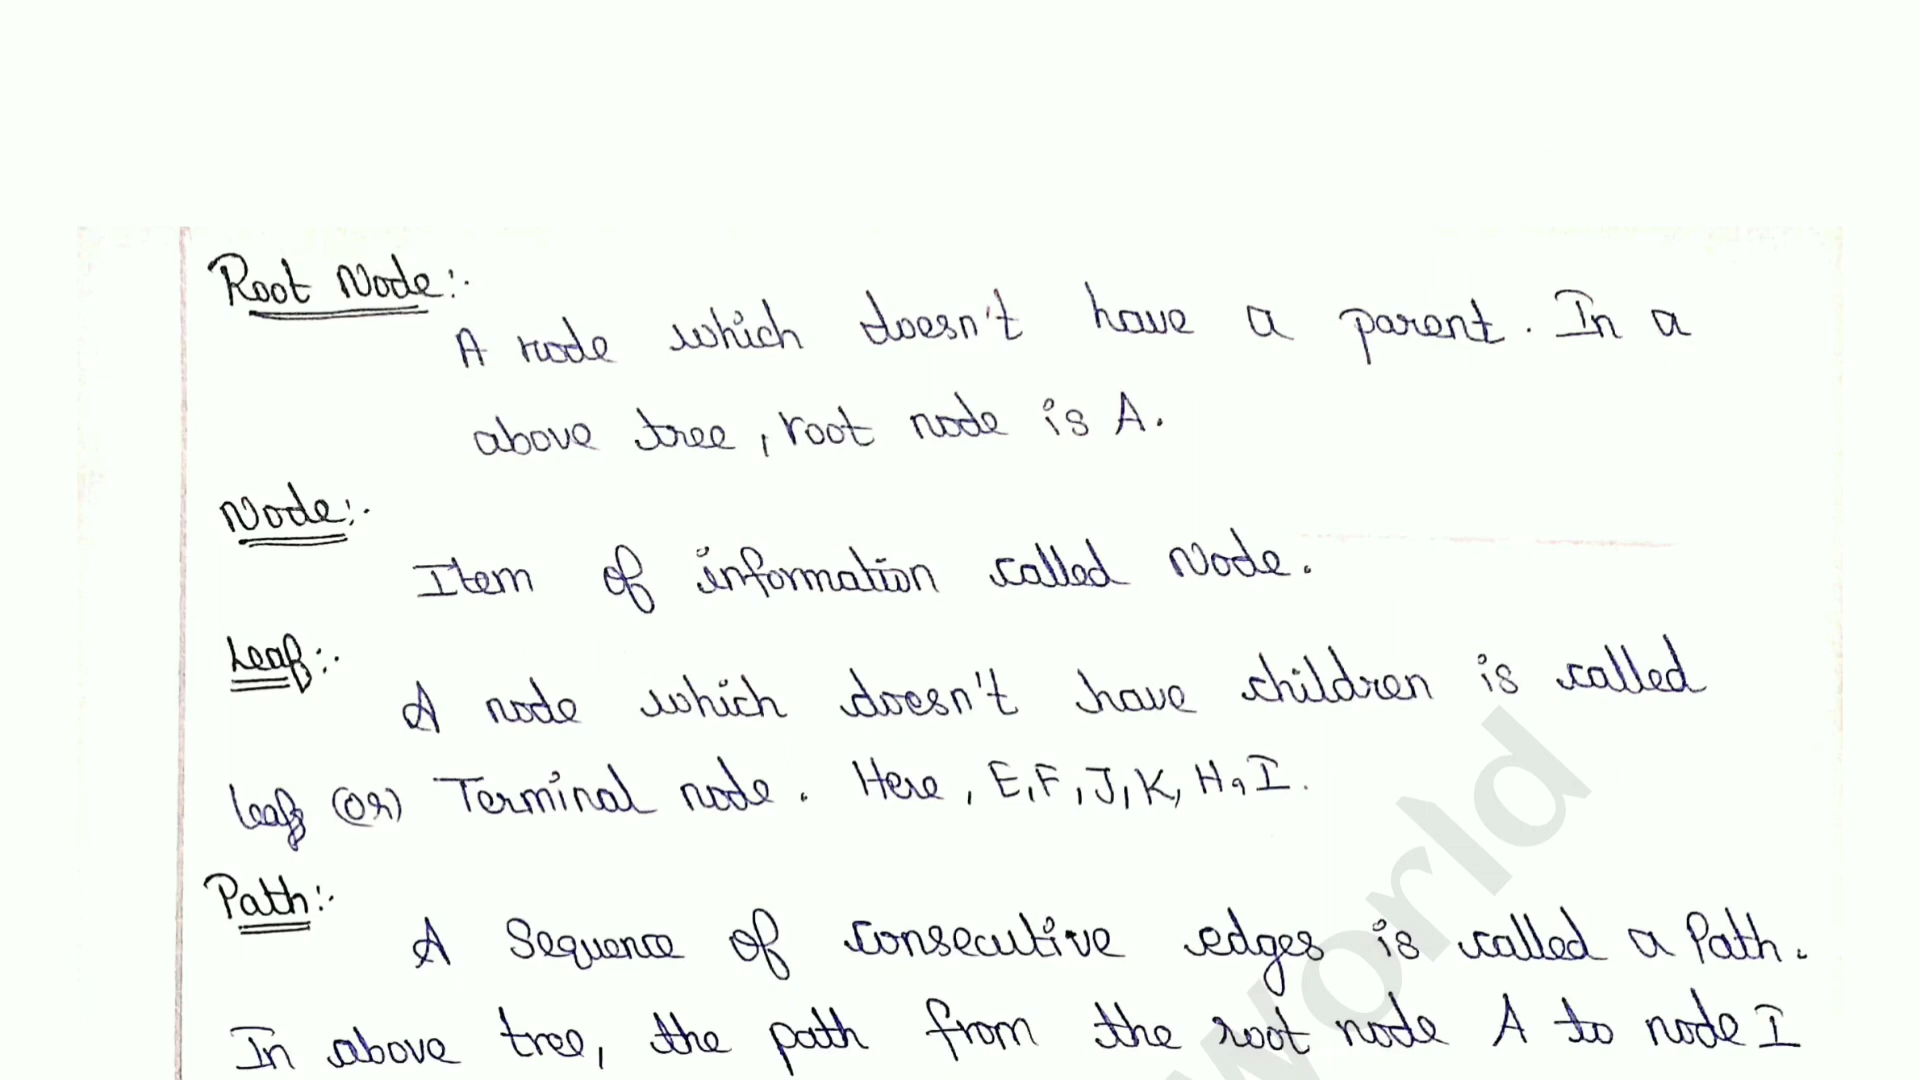 Root Node:-
A node which doesn't have a parent. In a
above tree, root node is A.
Node:-
Item of information called Node.
Leaf:-
A node which doesn't have children is called
leaf (or) Terminal node. Here, E,F,J,K,H,I.
Path:-
A Sequence of consecutive edges is called a Path.
In above tree, the path from the root node A to node I
world